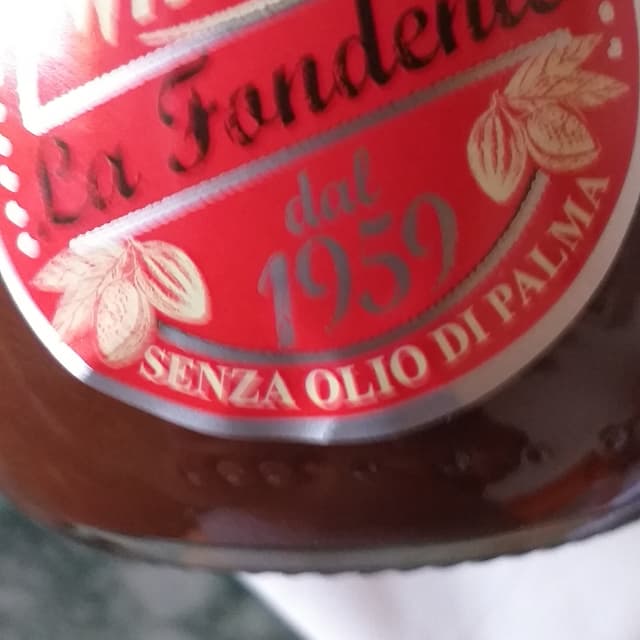 La Fondente
dal
1959
SENZA OLIO DI PALMA